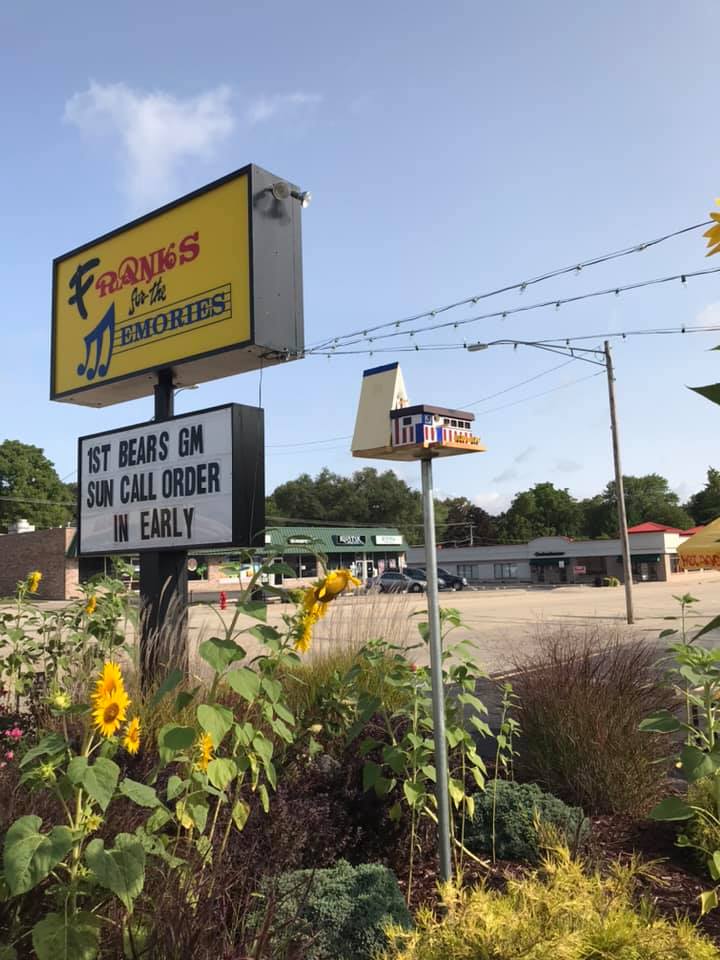 FRANKS
for the
MEMORIES
1ST BEARS GM
SUN CALL ORDER
IN EARLY